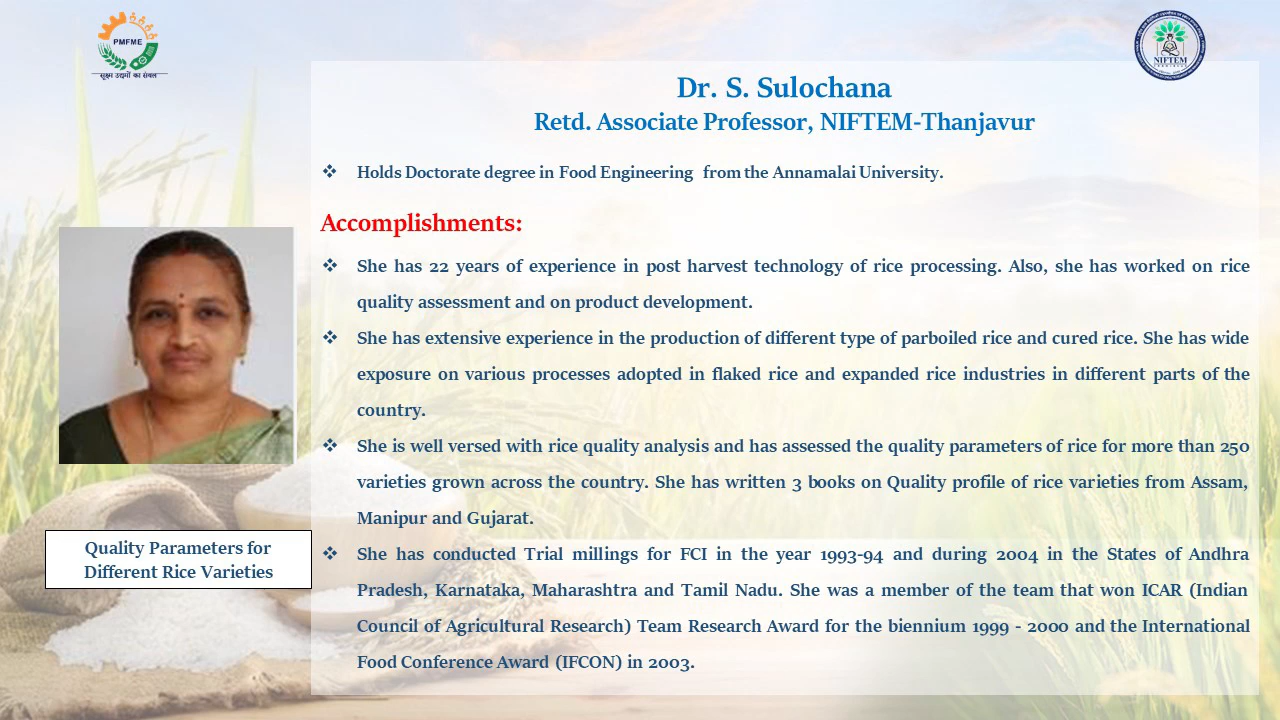 PMFME
सूक्ष्म उद्यमों का संबल
NIFTEM
Dr. S. Sulochana
Retd. Associate Professor, NIFTEM-Thanjavur
❖ Holds Doctorate degree in Food Engineering from the Annamalai University.
Accomplishments:
❖ She has 22 years of experience in post harvest technology of rice processing. Also, she has worked on rice
quality assessment and on product development.
❖ She has extensive experience in the production of different type of parboiled rice and cured rice. She has wide
exposure on various processes adopted in flaked rice and expanded rice industries in different parts of the
country.
❖ She is well versed with rice quality analysis and has assessed the quality parameters of rice for more than 250
varieties grown across the country. She has written 3 books on Quality profile of rice varieties from Assam,
Manipur and Gujarat.
❖ She has conducted Trial millings for FCI in the year 1993-94 and during 2004 in the States of Andhra
Pradesh, Karnataka, Maharashtra and Tamil Nadu. She was a member of the team that won ICAR (Indian
Council of Agricultural Research) Team Research Award for the biennium 1999 - 2000 and the International
Food Conference Award (IFCON) in 2003.
Quality Parameters for
Different Rice Varieties